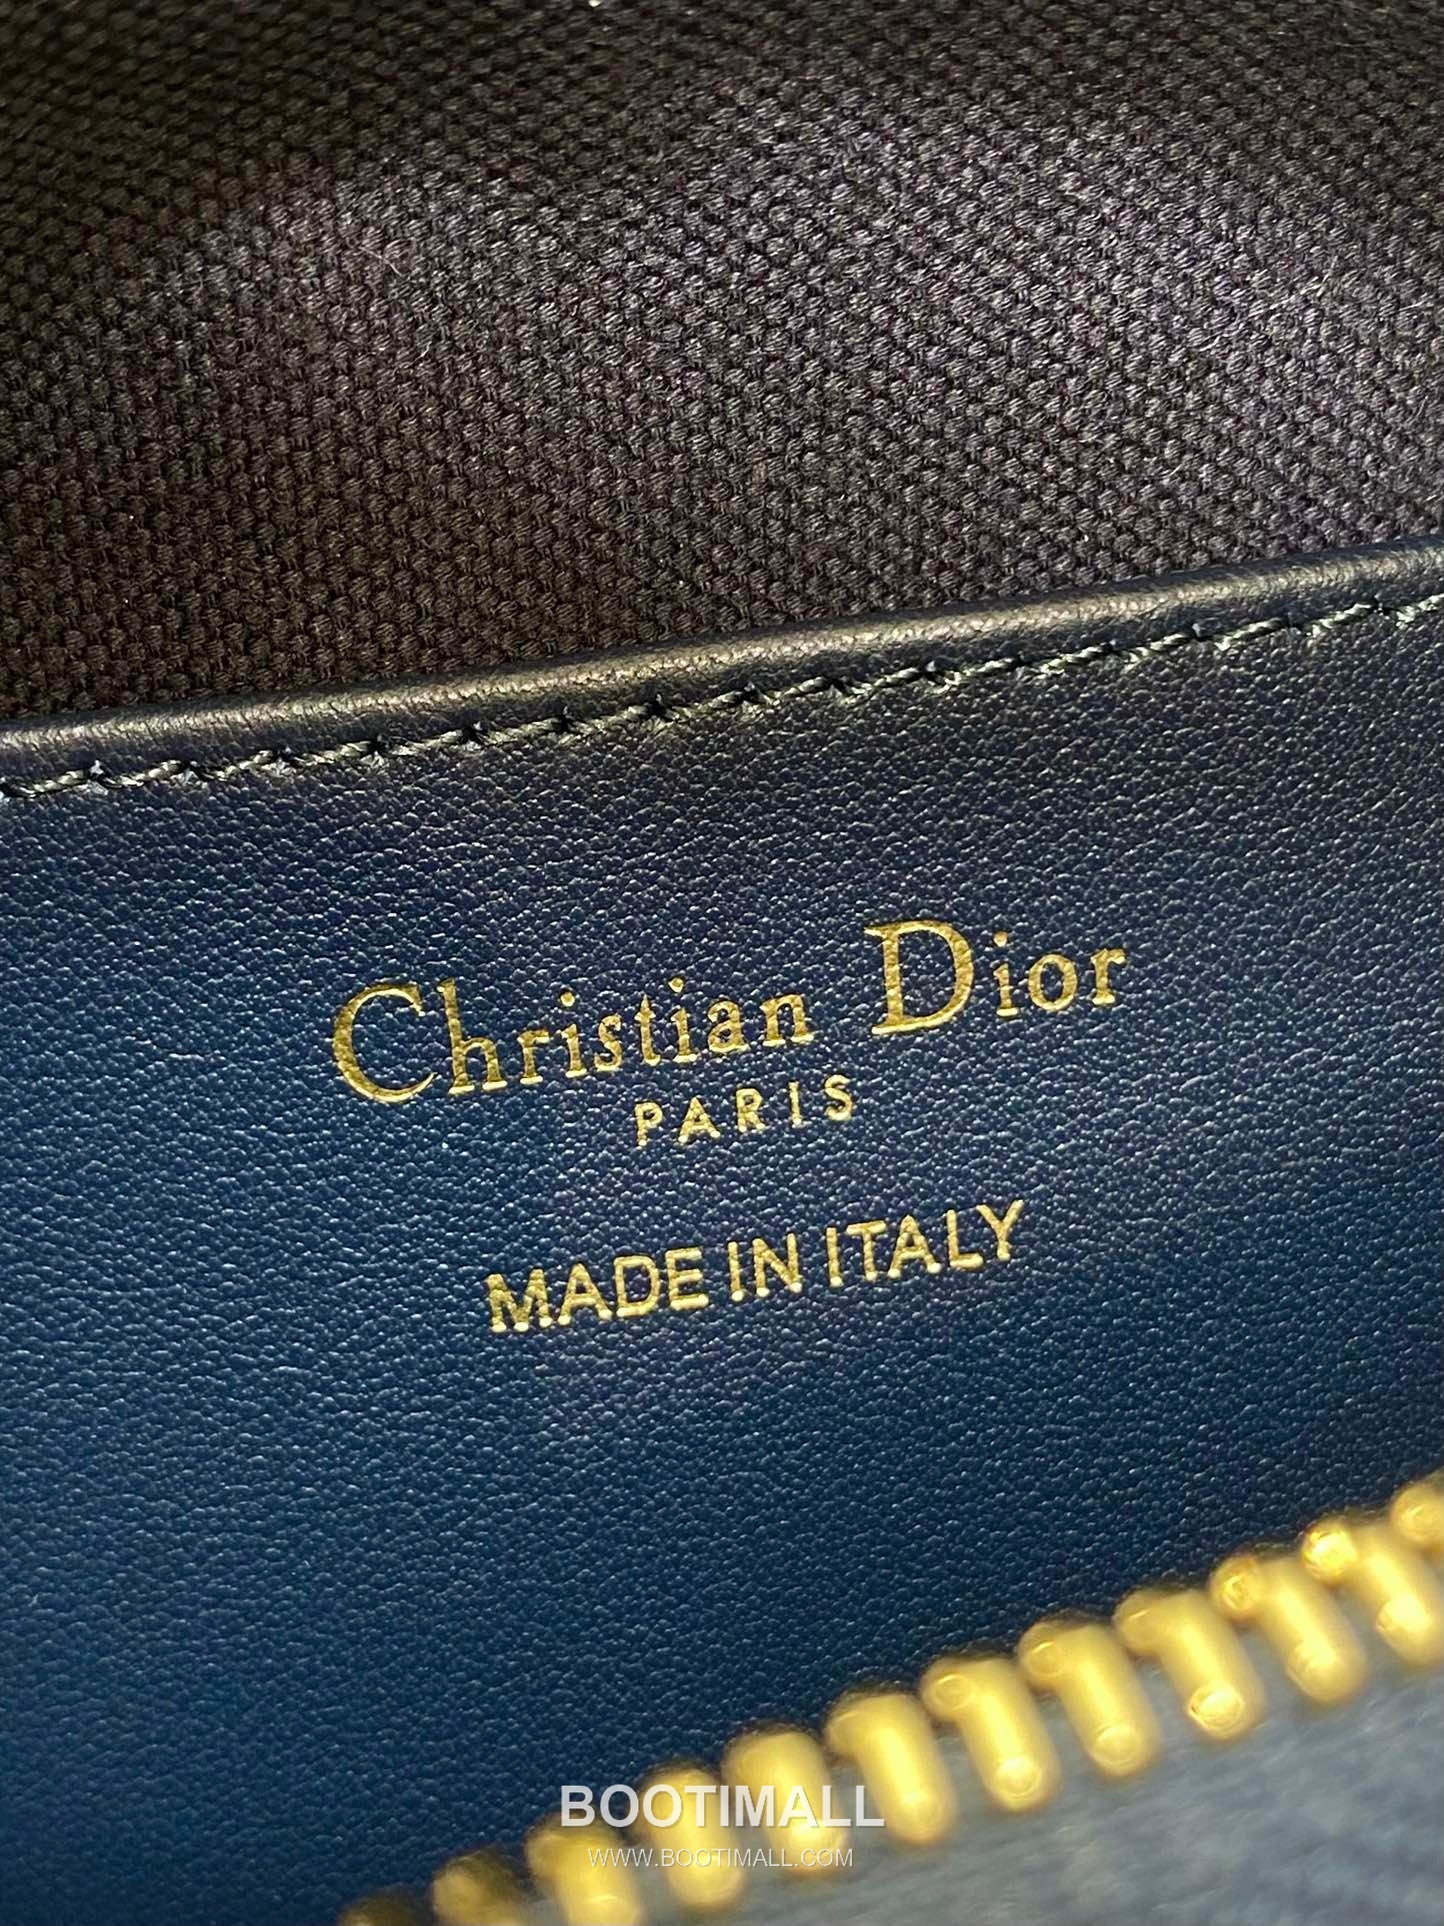 Christian Dior
PARIS
MADE IN ITALY
BOOTIMALL
WWW.BOOTIMALL.COM